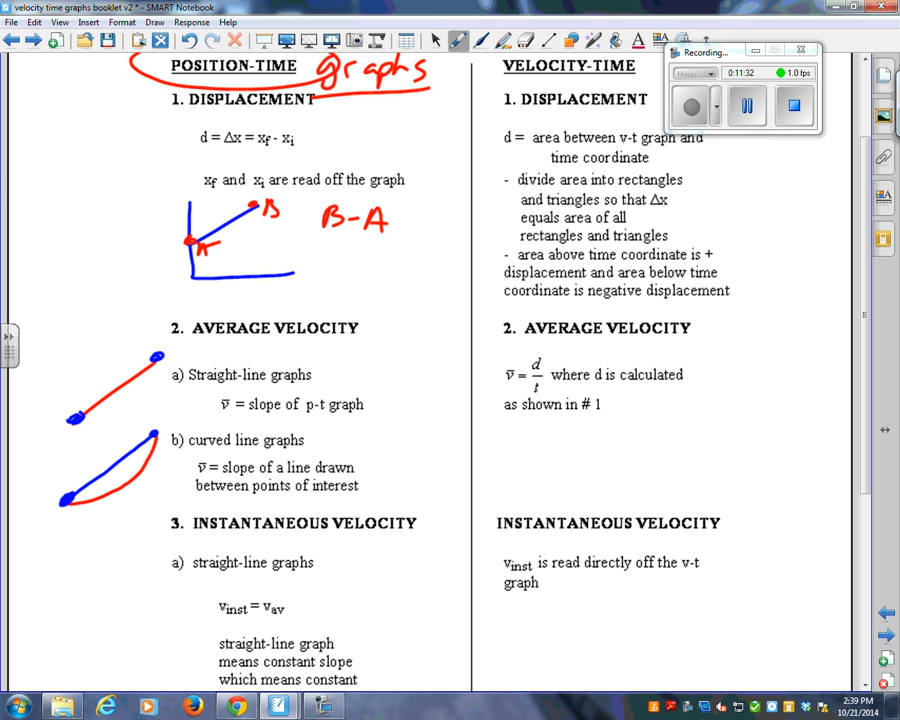 velocity time graphs booklet v2 * - SMART Notebook
File Edit View Insert Format Draw Response Help
Recording...
Menu
0:11:32
1.0 fps
POSITION-TIME graphs
1. DISPLACEMENT
d = Δx = xf - xi
xf and xi are read off the graph
B
A
B-A
2. AVERAGE VELOCITY
a) Straight-line graphs
v̄ = slope of p-t graph
b) curved line graphs
v̄ = slope of a line drawn
between points of interest
3. INSTANTANEOUS VELOCITY
a) straight-line graphs
vinst = vav
straight-line graph
means constant slope
which means constant
VELOCITY-TIME
1. DISPLACEMENT
d = area between v-t graph and
time coordinate
- divide area into rectangles
and triangles so that Δx
equals area of all
rectangles and triangles
- area above time coordinate is +
displacement and area below time
coordinate is negative displacement
2. AVERAGE VELOCITY
v̄ = d/t where d is calculated
as shown in # 1
INSTANTANEOUS VELOCITY
vinst is read directly off the v-t
graph
2:39 PM
10/21/2014